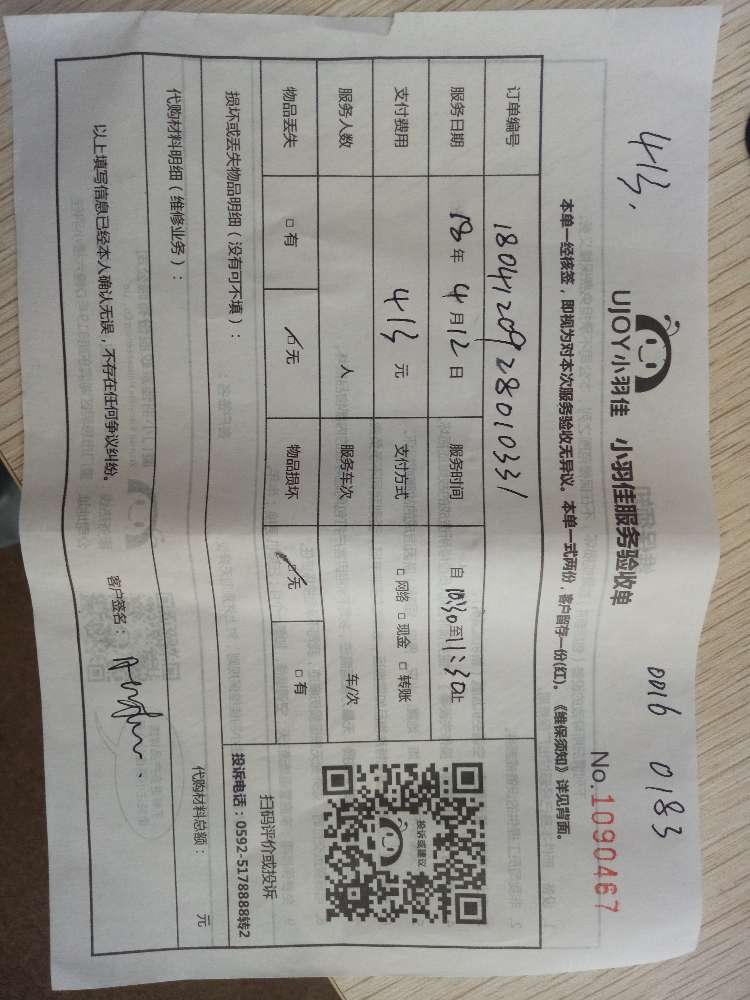 413.
0016 0183
UJOY小羽佳 小羽佳服务验收单
No.1090467
本单一经核签，即视为对本次服务验收无异议。本单一式两份，客户留存一份(红)。《维保须知》详见背面。
订单编号 1804120928010331
服务日期 18年4月12日 服务时间 自10:30至11:30止
支付费用 413元 支付方式 □网络 □现金 □转账
服务人数 人 服务车次 车/次
物品丢失 □有 □无 物品损坏 □无 □有
投诉或建议
扫码评价或投诉
投诉电话：0592-5178888转2
损坏或丢失物品明细（没有可不填）：
代购材料明细（维修业务）： 代购材料总额： 元
以上填写信息已经本人确认无误，不存在任何争议纠纷。 客户签名：